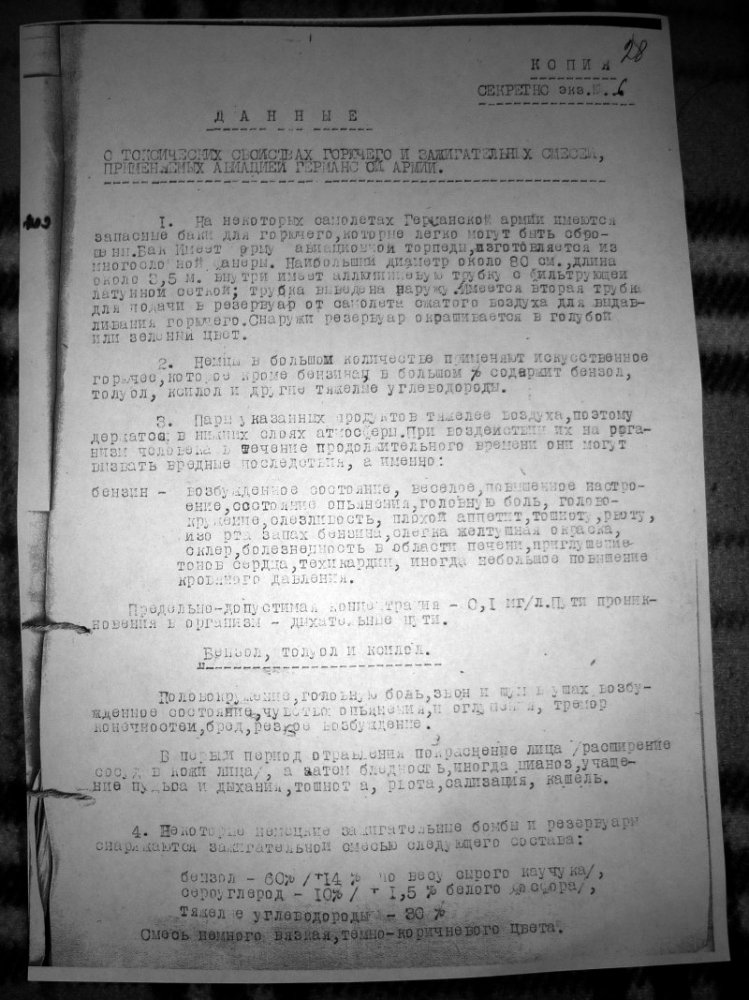 28
КОПИЯ
СЕКРЕТНО экз.№.6
ДАННЫЕ
О ТОКСИЧЕСКИХ СВОЙСТВАХ ГОРЮЧЕГО И ЗАЖИГАТЕЛЬНЫХ СМЕСЕЙ,
ПРИМЕНЯЕМЫХ АВИАЦИЕЙ ГЕРМАНСКОЙ АРМИИ.
I. На некоторых самолетах Германской армии имеются
запасные баки для горючего,которые легко могут быть сбро-
шены.Бак имеет форму авиационной торпеды,изготовляется из
многослойной фанеры. Наибольший диаметр около 80 см.,длина
около 3,5 м. внутри имеет аллюминиевую трубку с фильтрующей
латунной сеткой; трубка выведена наружу.Имеется вторая трубка
для подачи в резервуар от самолета сжатого воздуха для выдав-
ливания горючего.Снаружи резервуар окрашивается в голубой
или зеленый цвет.
2. Немцы в большом количестве применяют искусственное
горючее,которое кроме бензина, в большом % содержит бензол,
толуол, ксилол и другие тяжелые углеводороды.
3. Пары указанных продуктов тяжелее воздуха,поэтому
держатся в нижних слоях атмосферы.При воздействии их на орга-
низм человека в течение продолжительного времени они могут
вызвать вредные последствия, а именно:
бензин - возбужденное состояние, веселое,повышенное настро-
ение,состояние опьянения,головную боль, голово-
кружение,слезливость, плохой аппетит,тошноту,рвоту,
изо рта запах бензина,слегка желтушная окраска,
склер,болезненность в области печени,приглушение
тонов сердца,техикардии, иногда небольшое повышение
кровяного давления.
Предельно-допустимая концентрация - 0,I мг/л.Пути проник-
новения в организм - дыхательные пути.
Бензол, толуол и ксилол.
Головокружение,головную боль,звон и шум в ушах возбу-
жденное состояние,чувство опьянения,и оглушения, тремор
конечностей,бред,резкое возбуждение.
В первый период отравления покраснение лица /расширение
сосуд в кожи лица/, а затем бледность,иногда цианоз,учаще-
ние пульса и дыхания,тошнота, рвота,сализация, кашель.
4. Некоторые немецкие зажигательные бомбы и резервуары
снаряжаются зажигательной смесью следующего состава:
бензол - 60% /+14 % по весу сырого каучука/,
сероуглерод - 10% / + 1,5 % белого фосфора/,
тяжелые углеводороды - 30 %
Смесь немного вязкая,темно-коричневого цвета.